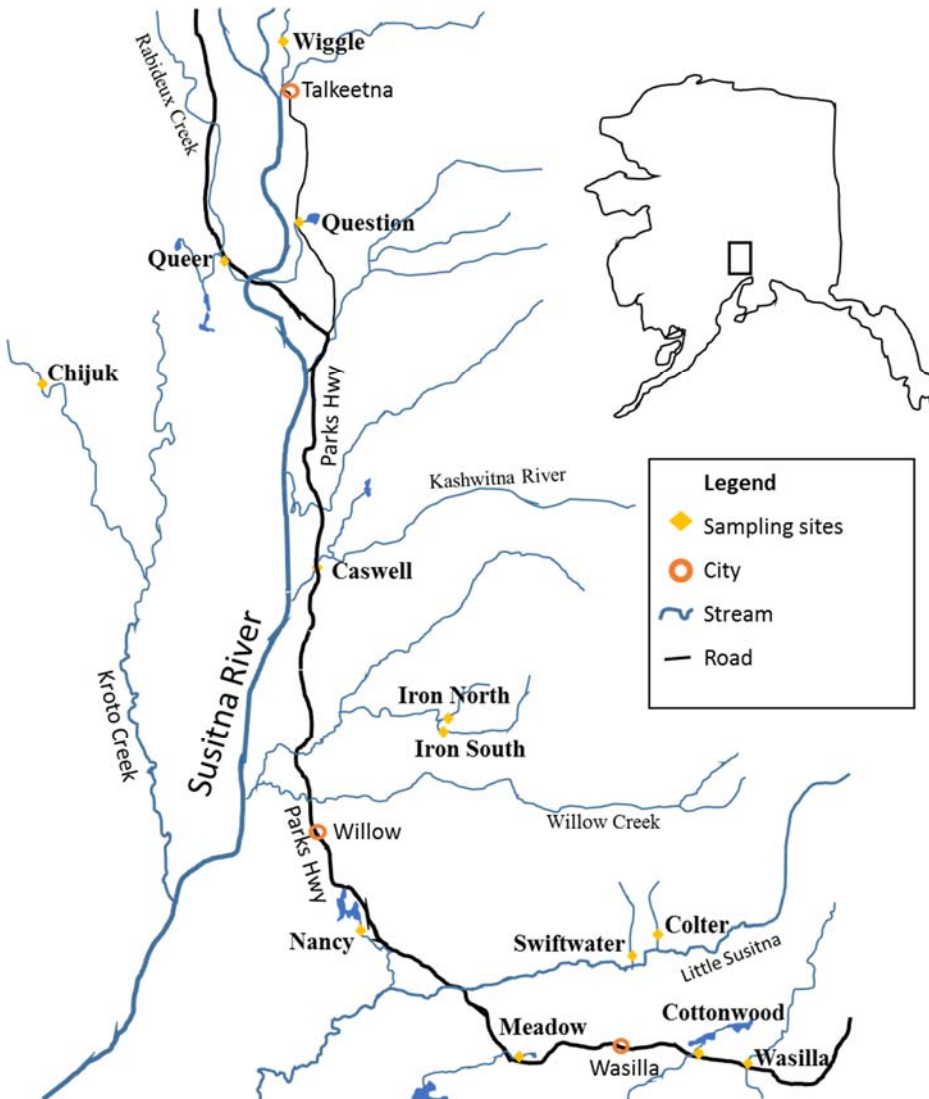 Wiggle
Talkeetna
Rabideux Creek
Question
Queer
Chijuk
Parks Hwy
Kashwitna River
Caswell
Legend
Sampling sites
City
Stream
Road
Susitna River
Kroto Creek
Iron North
Iron South
Willow Creek
Willow
Parks Hwy
Nancy
Colter
Swiftwater
Little Susitna
Cottonwood
Meadow
Wasilla
Wasilla